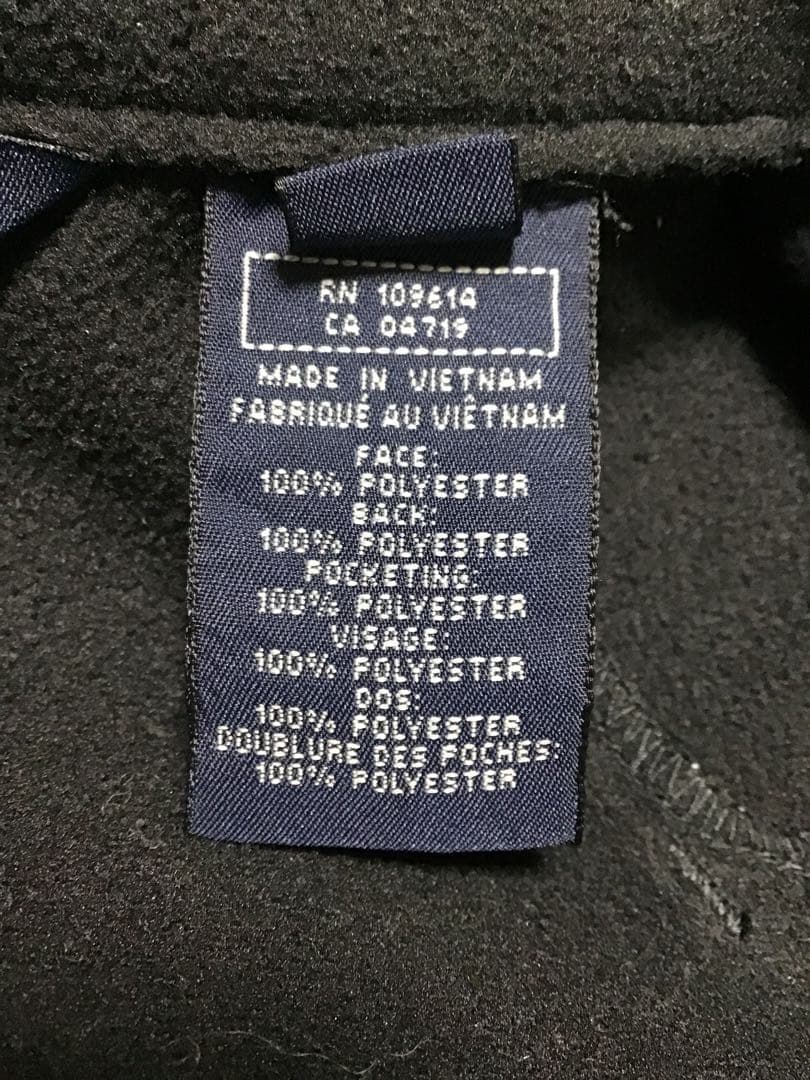 RN 109614
CA 04719
MADE IN VIETNAM
FABRIQUÉ AU VIÊTNAM
FACE:
100% POLYESTER
BACK:
100% POLYESTER
POCKETING:
100% POLYESTER
VISAGE:
100% POLYESTER
DOS:
100% POLYESTER
DOUBLURE DES POCHES:
100% POLYESTER